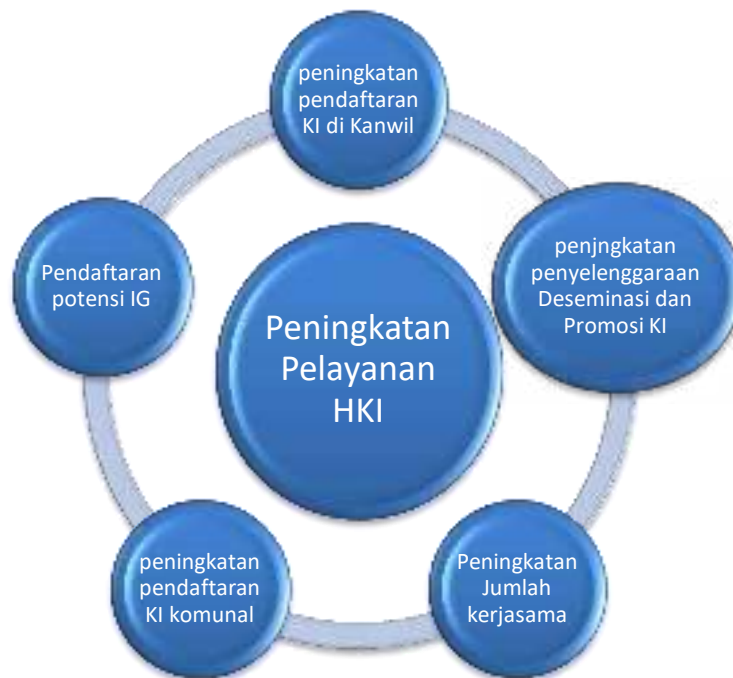 peningkatan
pendaftaran
KI di Kanwil
penjngkatan
penyelenggaraan
Deseminasi dan
Promosi KI
Peningkatan
Jumlah
kerjasama
peningkatan
pendaftaran
KI komunal
Pendaftaran
potensi IG
Peningkatan
Pelayanan
HKI